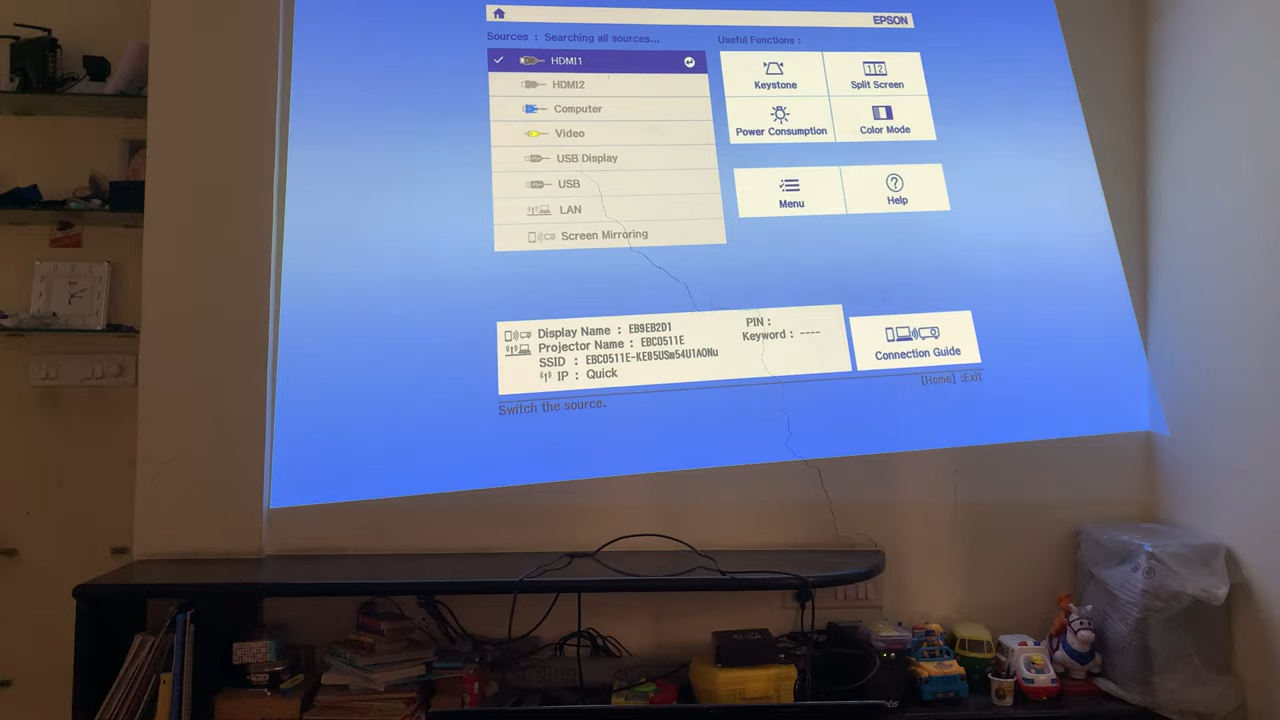 EPSON
Sources : Searching all sources...
HDMI1
HDMI2
Computer
Video
USB Display
USB
LAN
Screen Mirroring
Useful Functions :
Keystone
Split Screen
Power Consumption
Color Mode
Menu
Help
Display Name : EB9EB2D1
Projector Name : EBC0511E
SSID : EBC0511E-KE85USm54U1AONu
IP : Quick
PIN :
Keyword : ----
Connection Guide
[Home] :Exit
Switch the source.